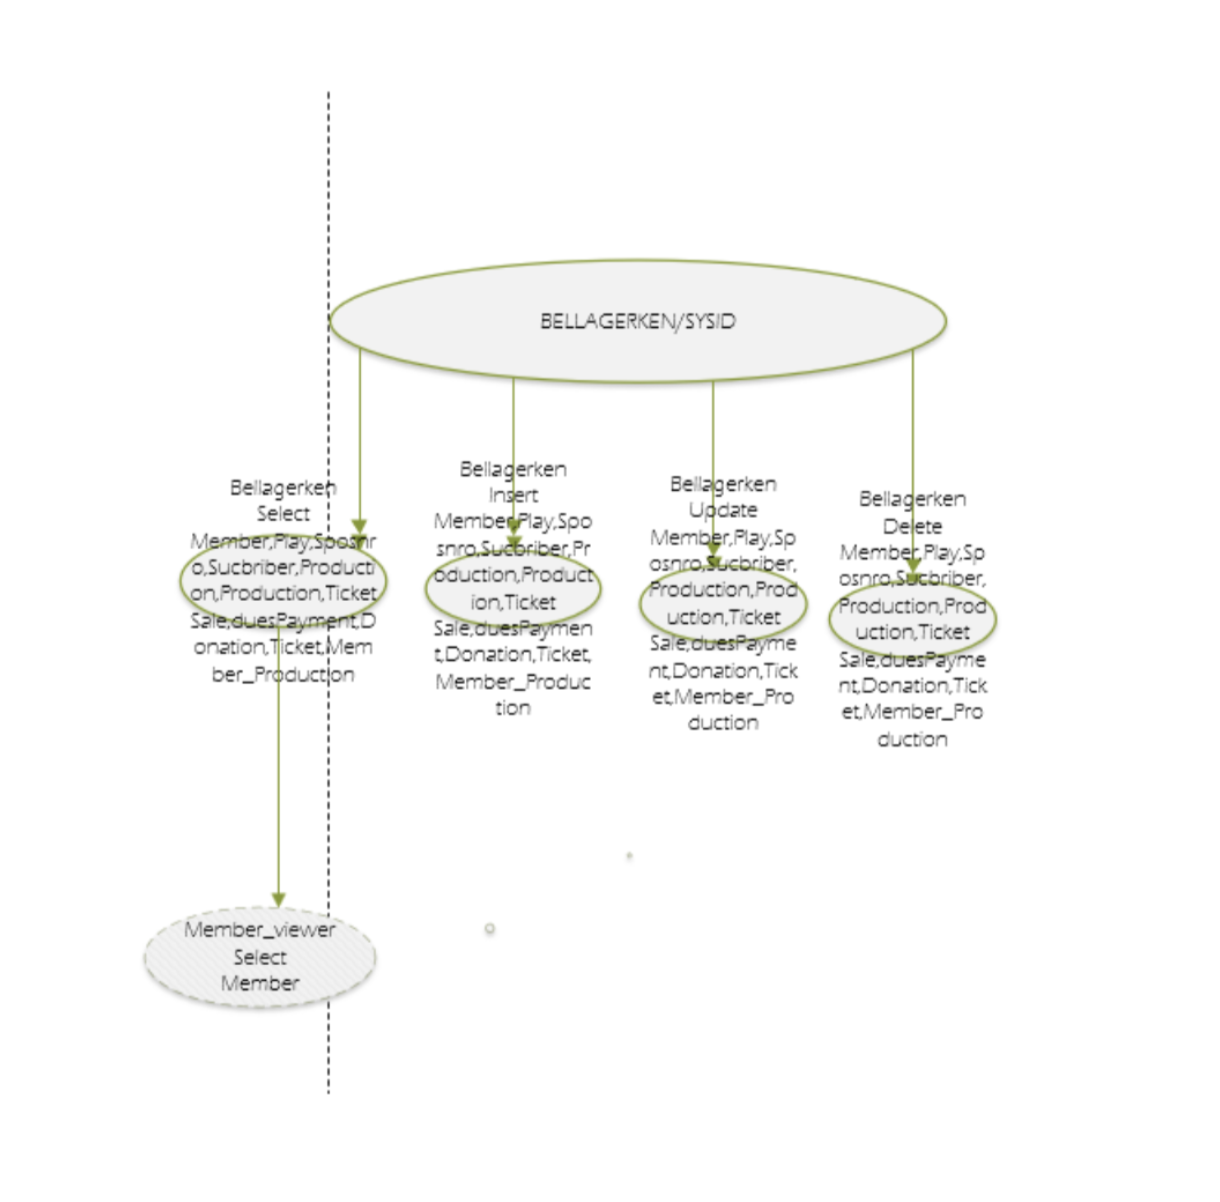 BELLAGERKEN/SYSID
Bellagerken
Select
Member,Play,Sposnr
o,Sucbriber,Producti
on,Production,Ticket
Sale,duesPayment,D
onation,Ticket,Mem
ber_Production
Bellagerken
Insert
Member,Play,Spo
snro,Sucbriber,Pr
oduction,Product
ion,Ticket
Sale,duesPaymen
t,Donation,Ticket,
Member_Produc
tion
Bellagerken
Update
Member,Play,Sp
osnro,Sucbriber,
Production,Prod
uction,Ticket
Sale,duesPayme
nt,Donation,Tick
et,Member_Pro
duction
Bellagerken
Delete
Member,Play,Sp
osnro,Sucbriber,
Production,Prod
uction,Ticket
Sale,duesPayme
nt,Donation,Tick
et,Member_Pro
duction
Member_viewer
Select
Member